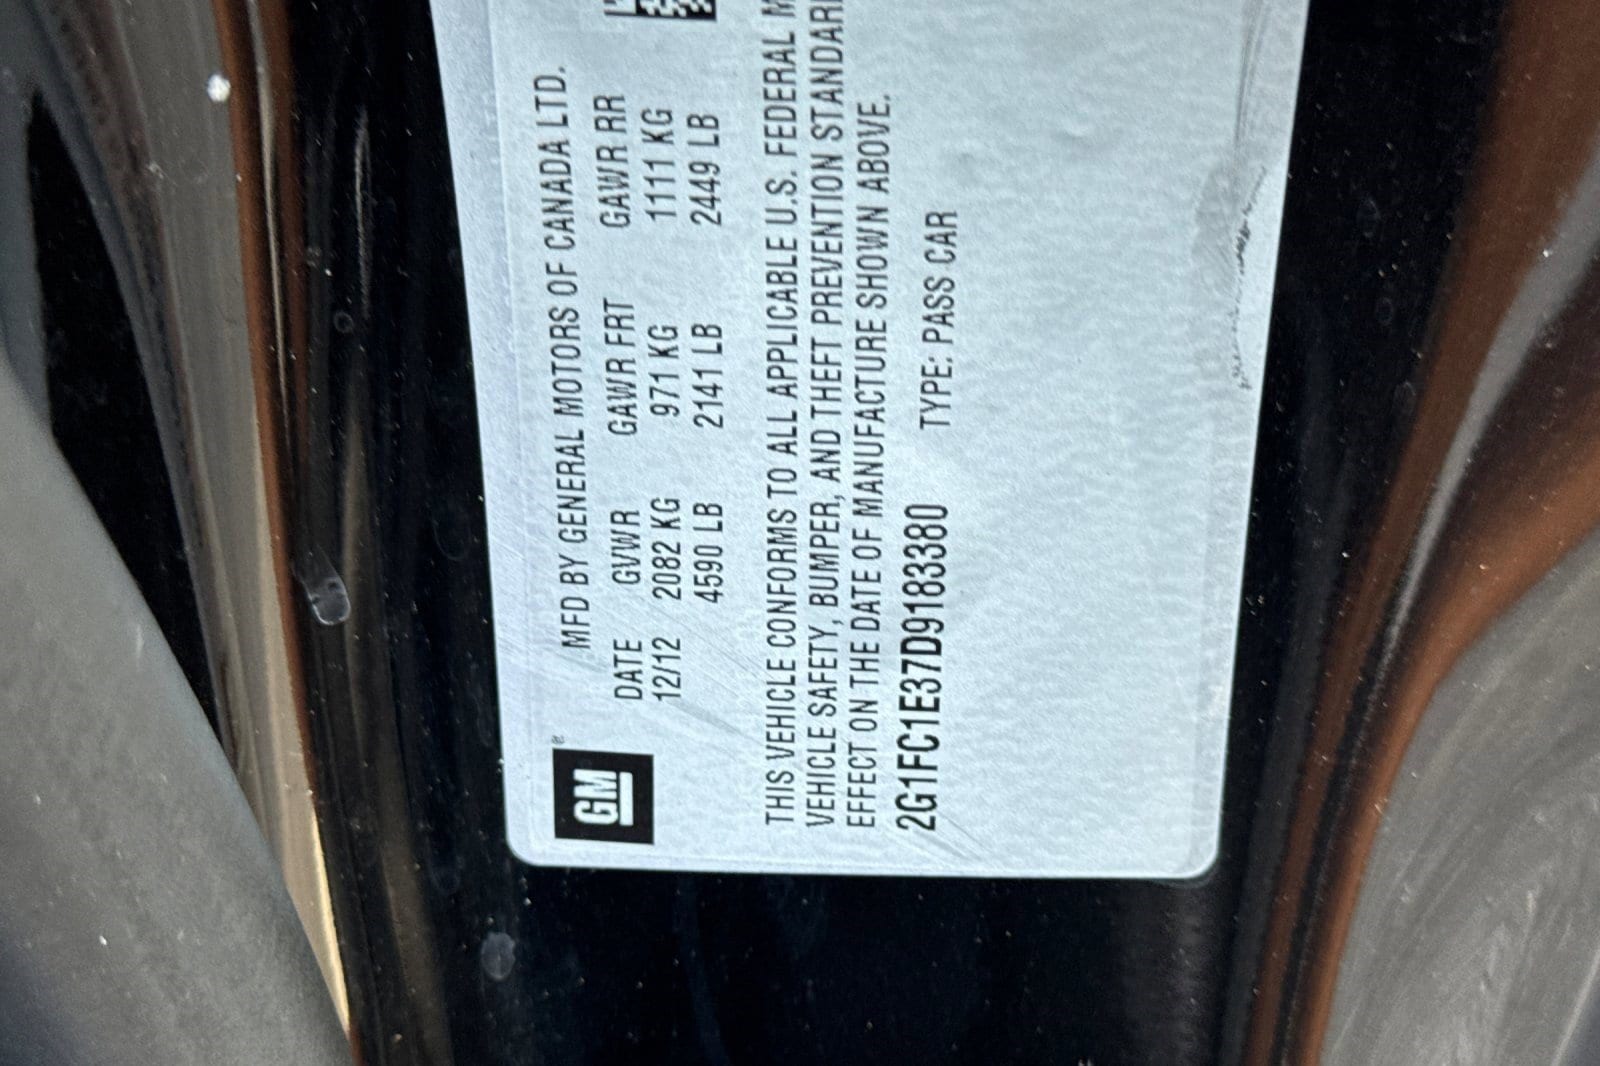 GM ®
MFD BY GENERAL MOTORS OF CANADA LTD.
DATE GVWR GAWR FRT GAWR RR
12/12 2082 KG 971 KG 1111 KG
4590 LB 2141 LB 2449 LB
THIS VEHICLE CONFORMS TO ALL APPLICABLE U.S. FEDERAL M
VEHICLE SAFETY, BUMPER, AND THEFT PREVENTION STANDAR
EFFECT ON THE DATE OF MANUFACTURE SHOWN ABOVE.
2G1FC1E37D9183380 TYPE: PASS CAR